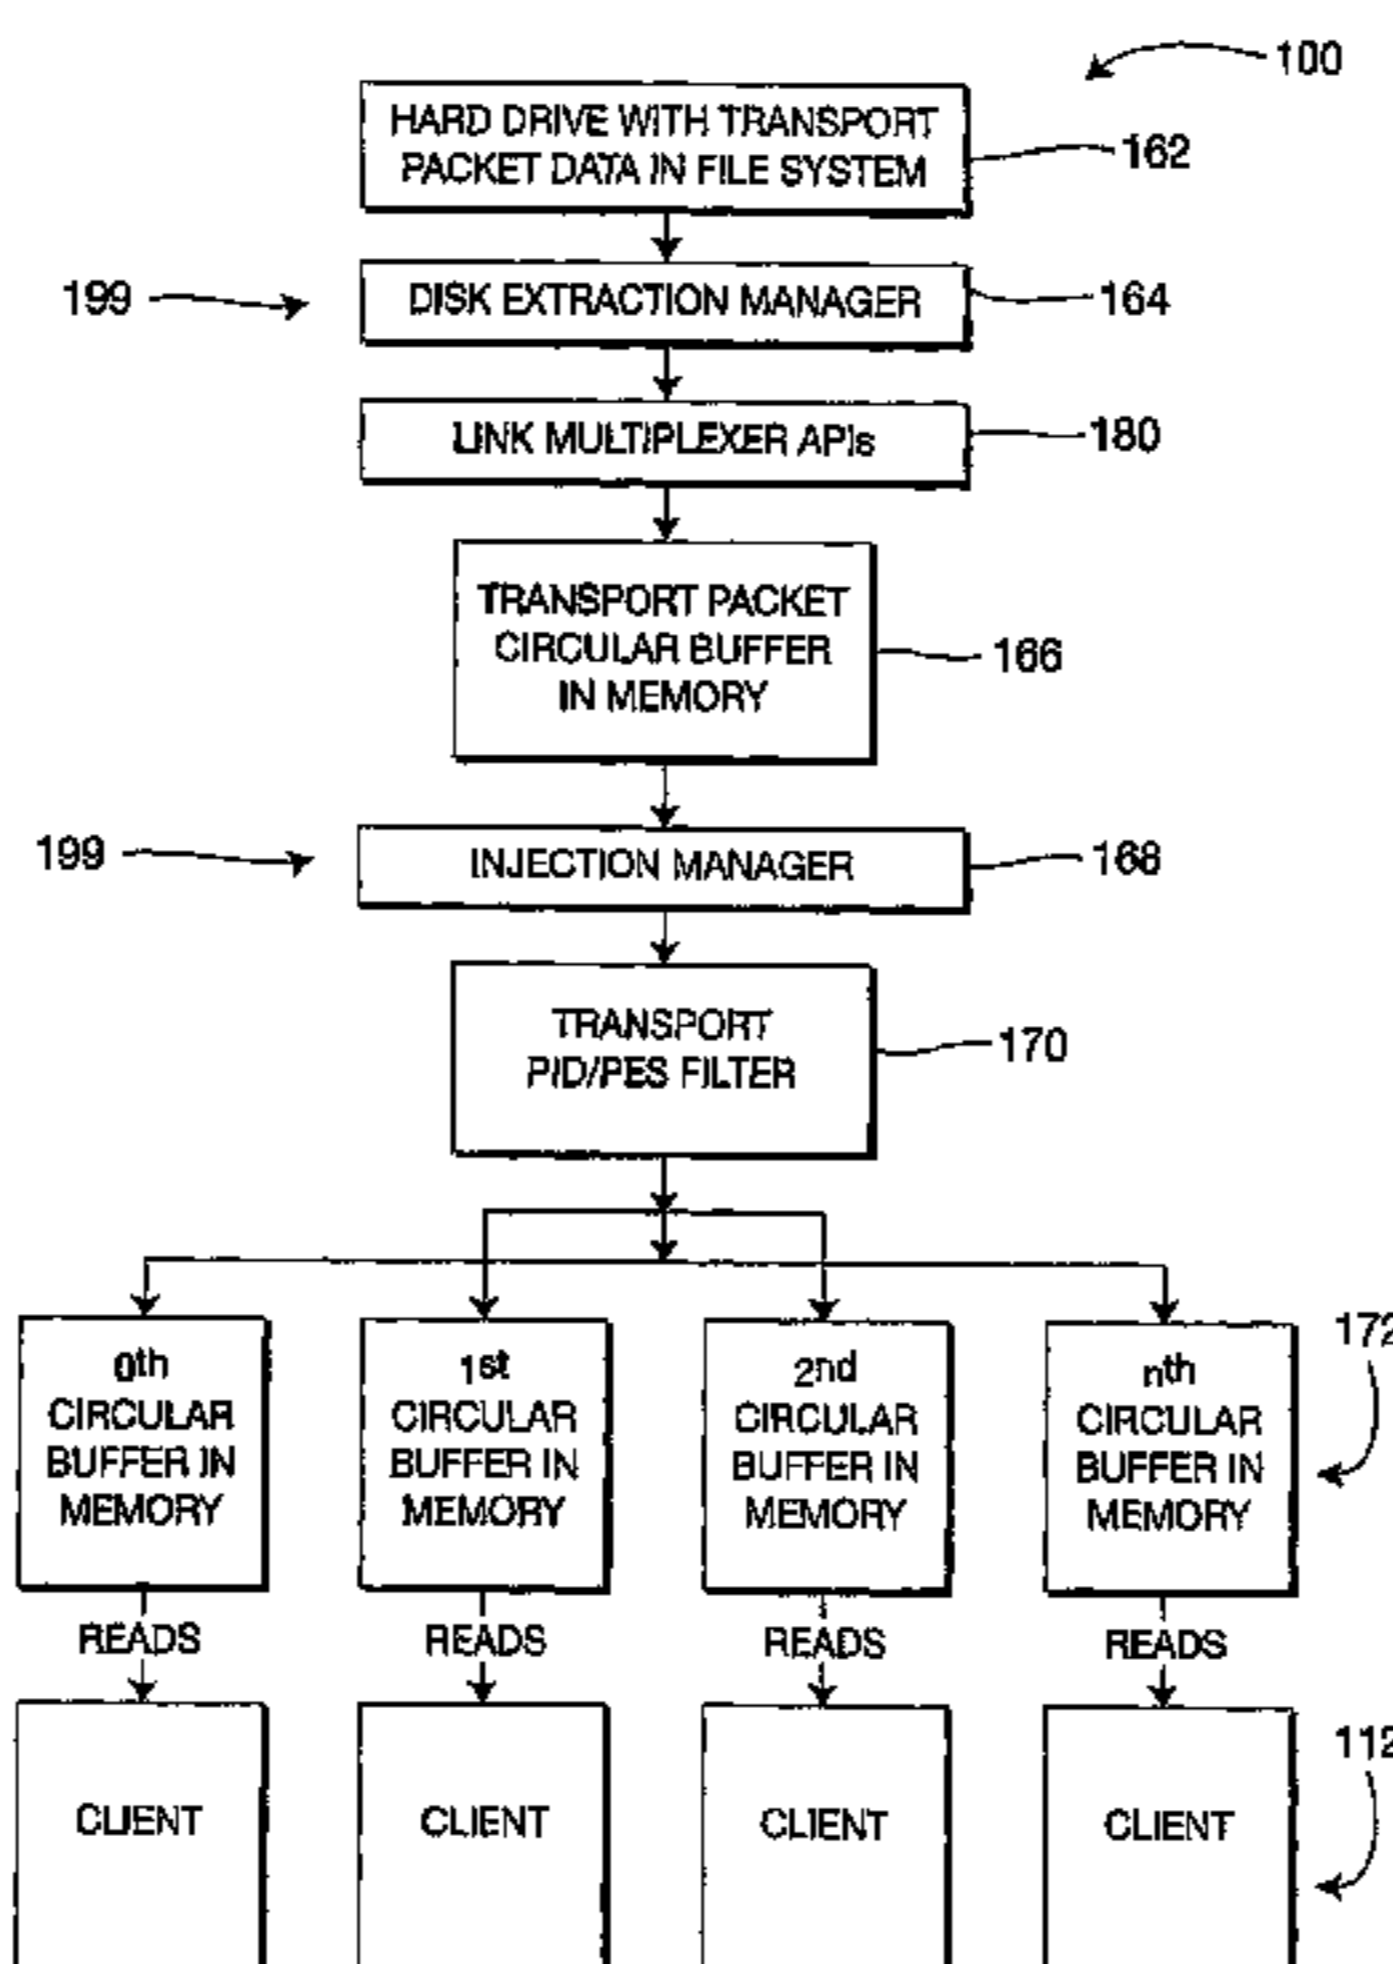 100
HARD DRIVE WITH TRANSPORT
PACKET DATA IN FILE SYSTEM
162
199
DISK EXTRACTION MANAGER
164
LINK MULTIPLEXER APIs
180
TRANSPORT PACKET
CIRCULAR BUFFER
IN MEMORY
166
199
INJECTION MANAGER
168
TRANSPORT
PID/PES FILTER
170
0th
CIRCULAR
BUFFER IN
MEMORY
1st
CIRCULAR
BUFFER IN
MEMORY
2nd
CIRCULAR
BUFFER IN
MEMORY
nth
CIRCULAR
BUFFER IN
MEMORY
172
READS
READS
READS
READS
CLIENT
CLIENT
CLIENT
CLIENT
112